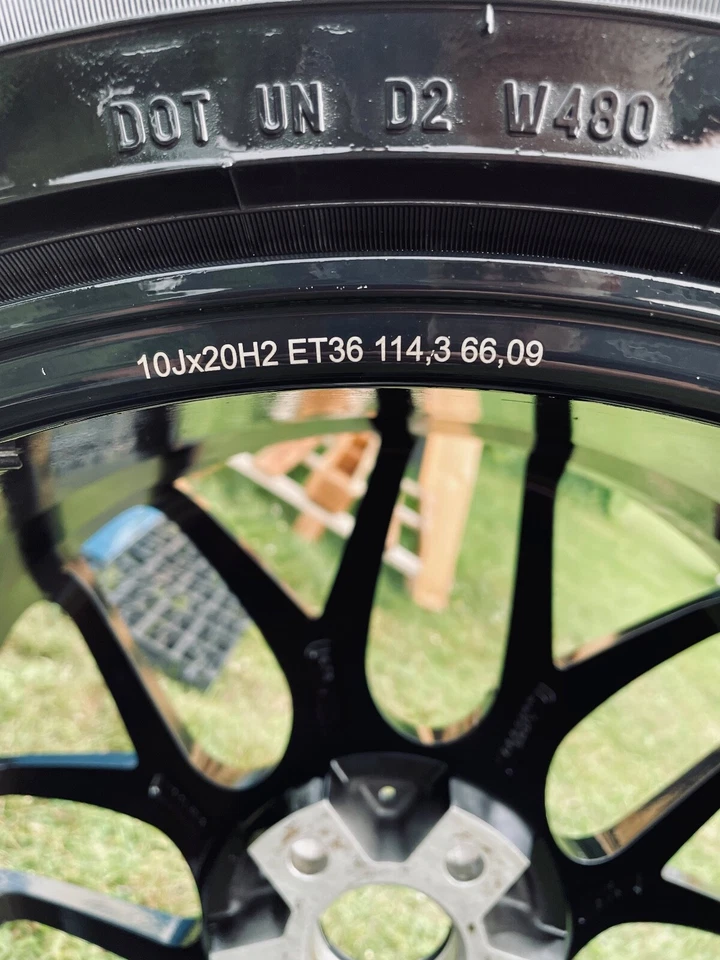 DOT UN D2 W480
10Jx20H2 ET36 114,3 66,09